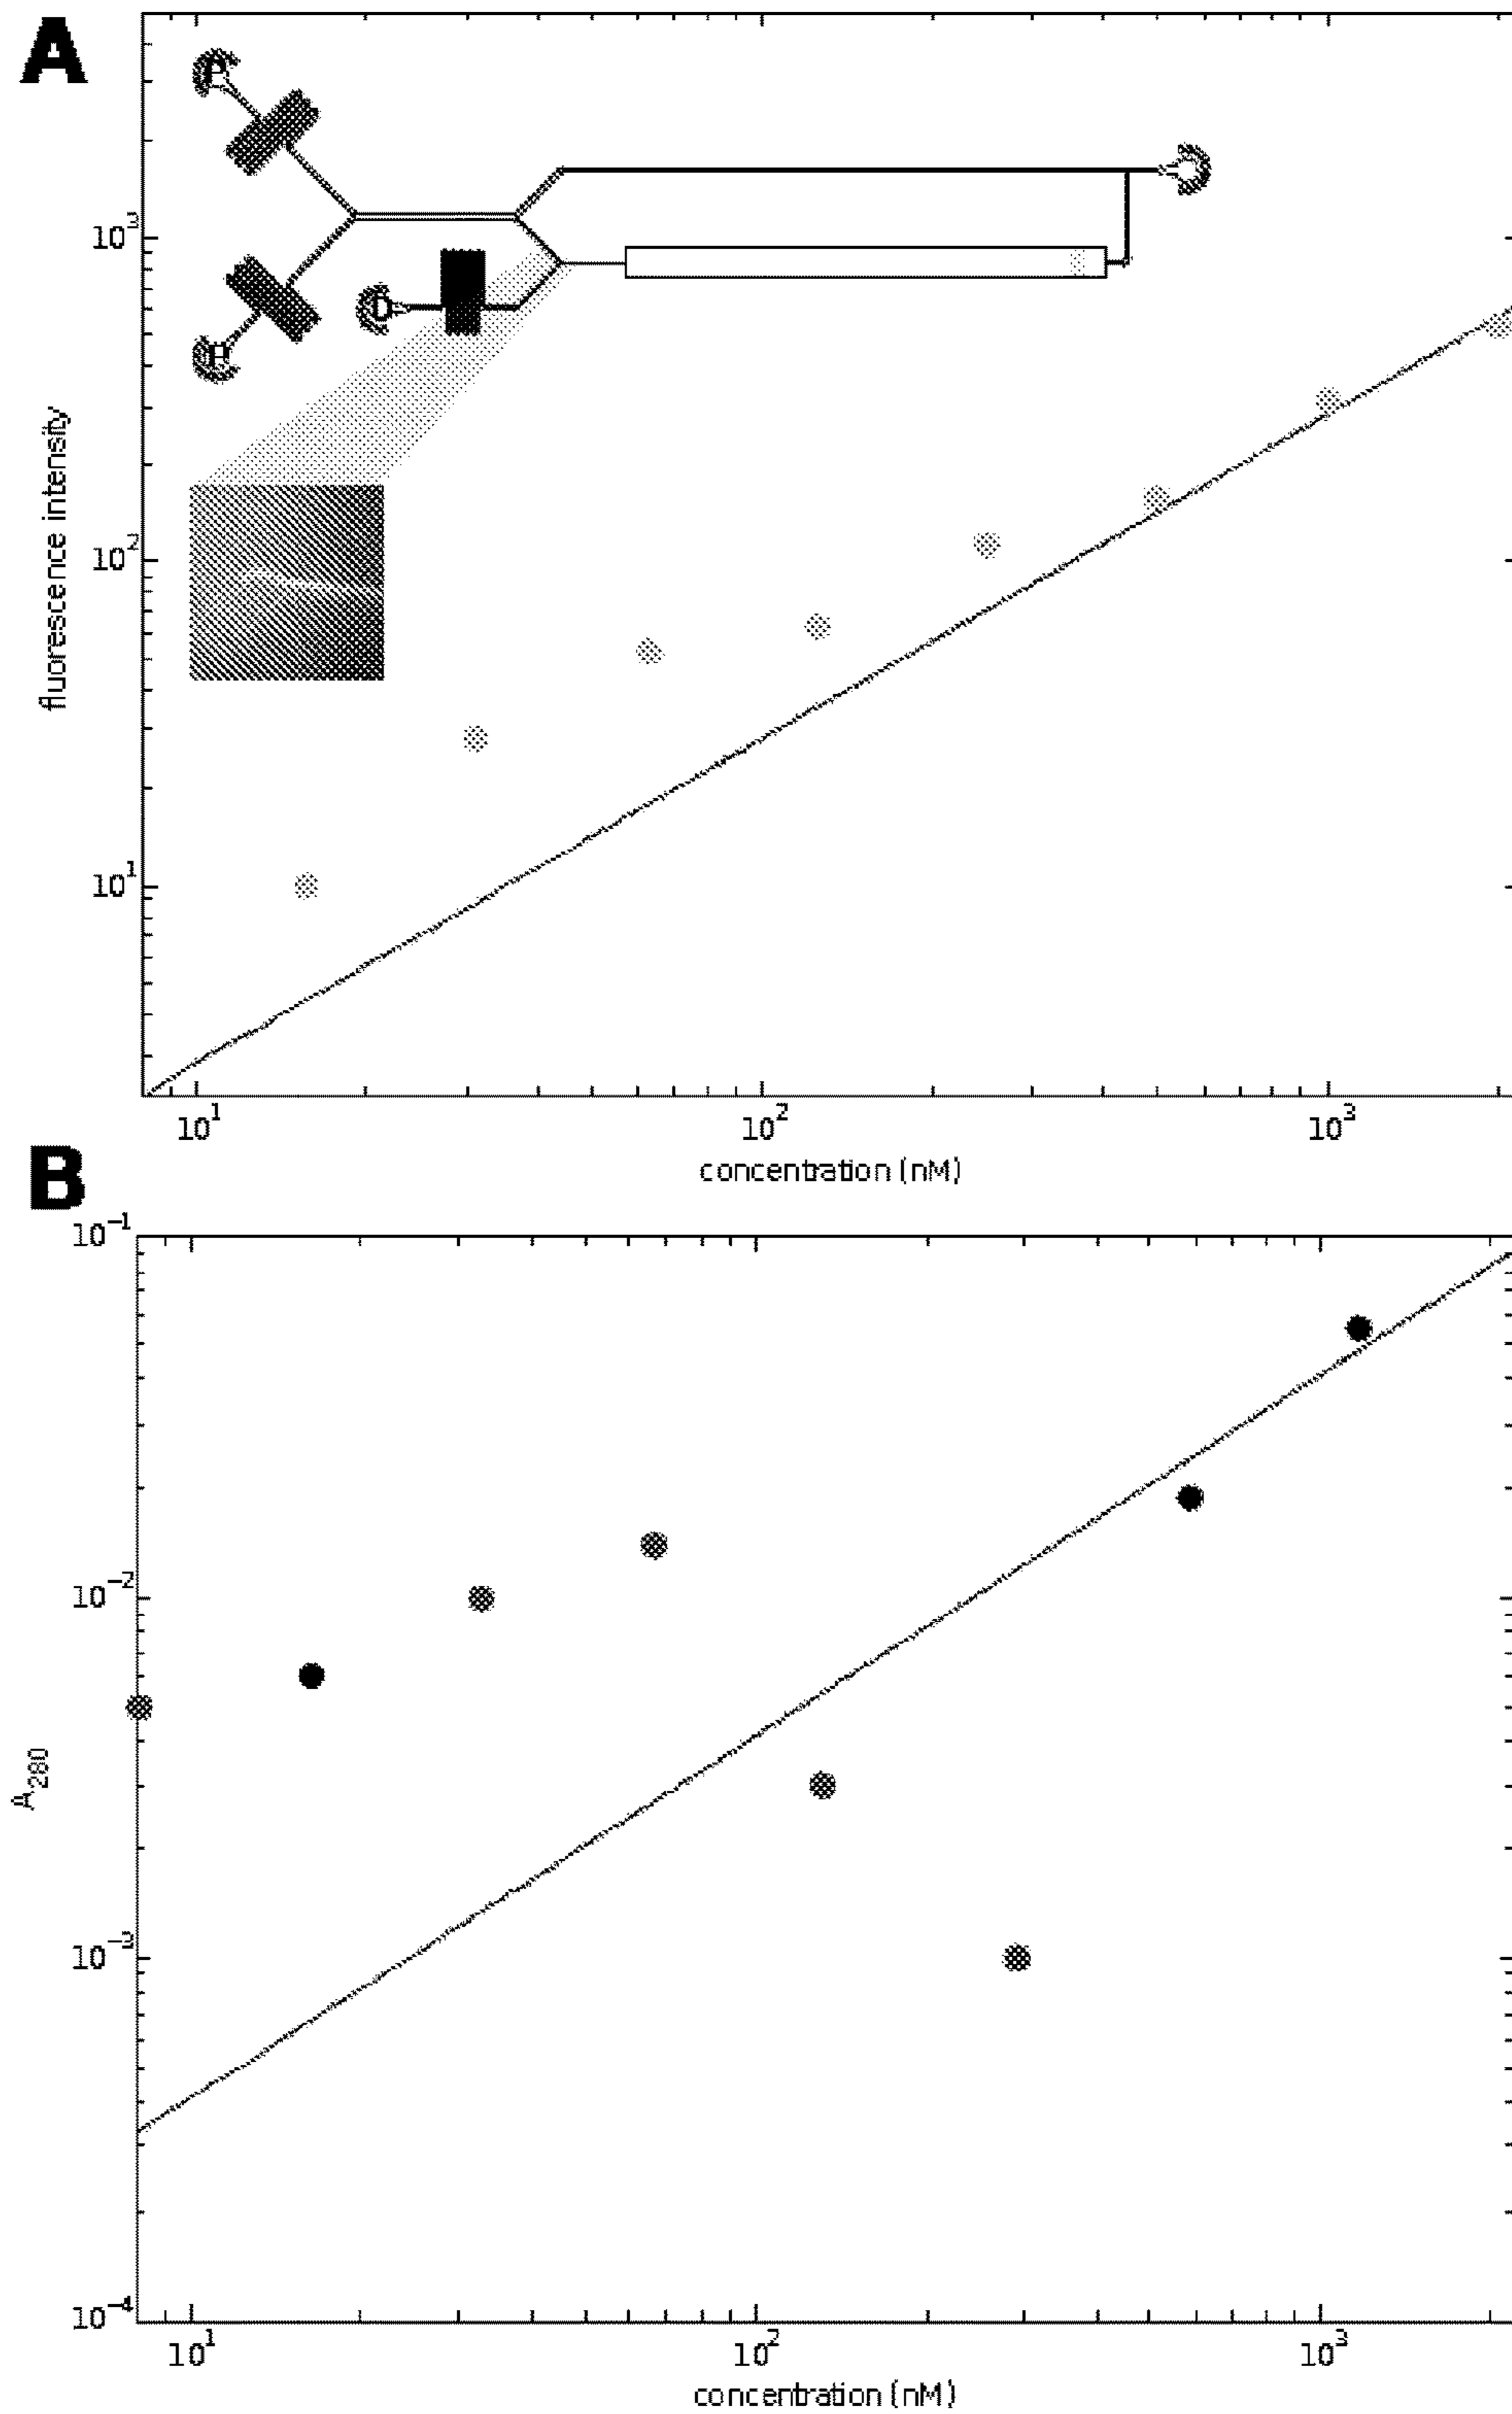 A
P
D
10³
10²
10¹
fluorescence intensity
10¹ 10² 10³
concentration (nM)
B
10⁻¹
10⁻²
10⁻³
10⁻⁴
A₂₈₀
10¹ 10² 10³
concentration (nM)